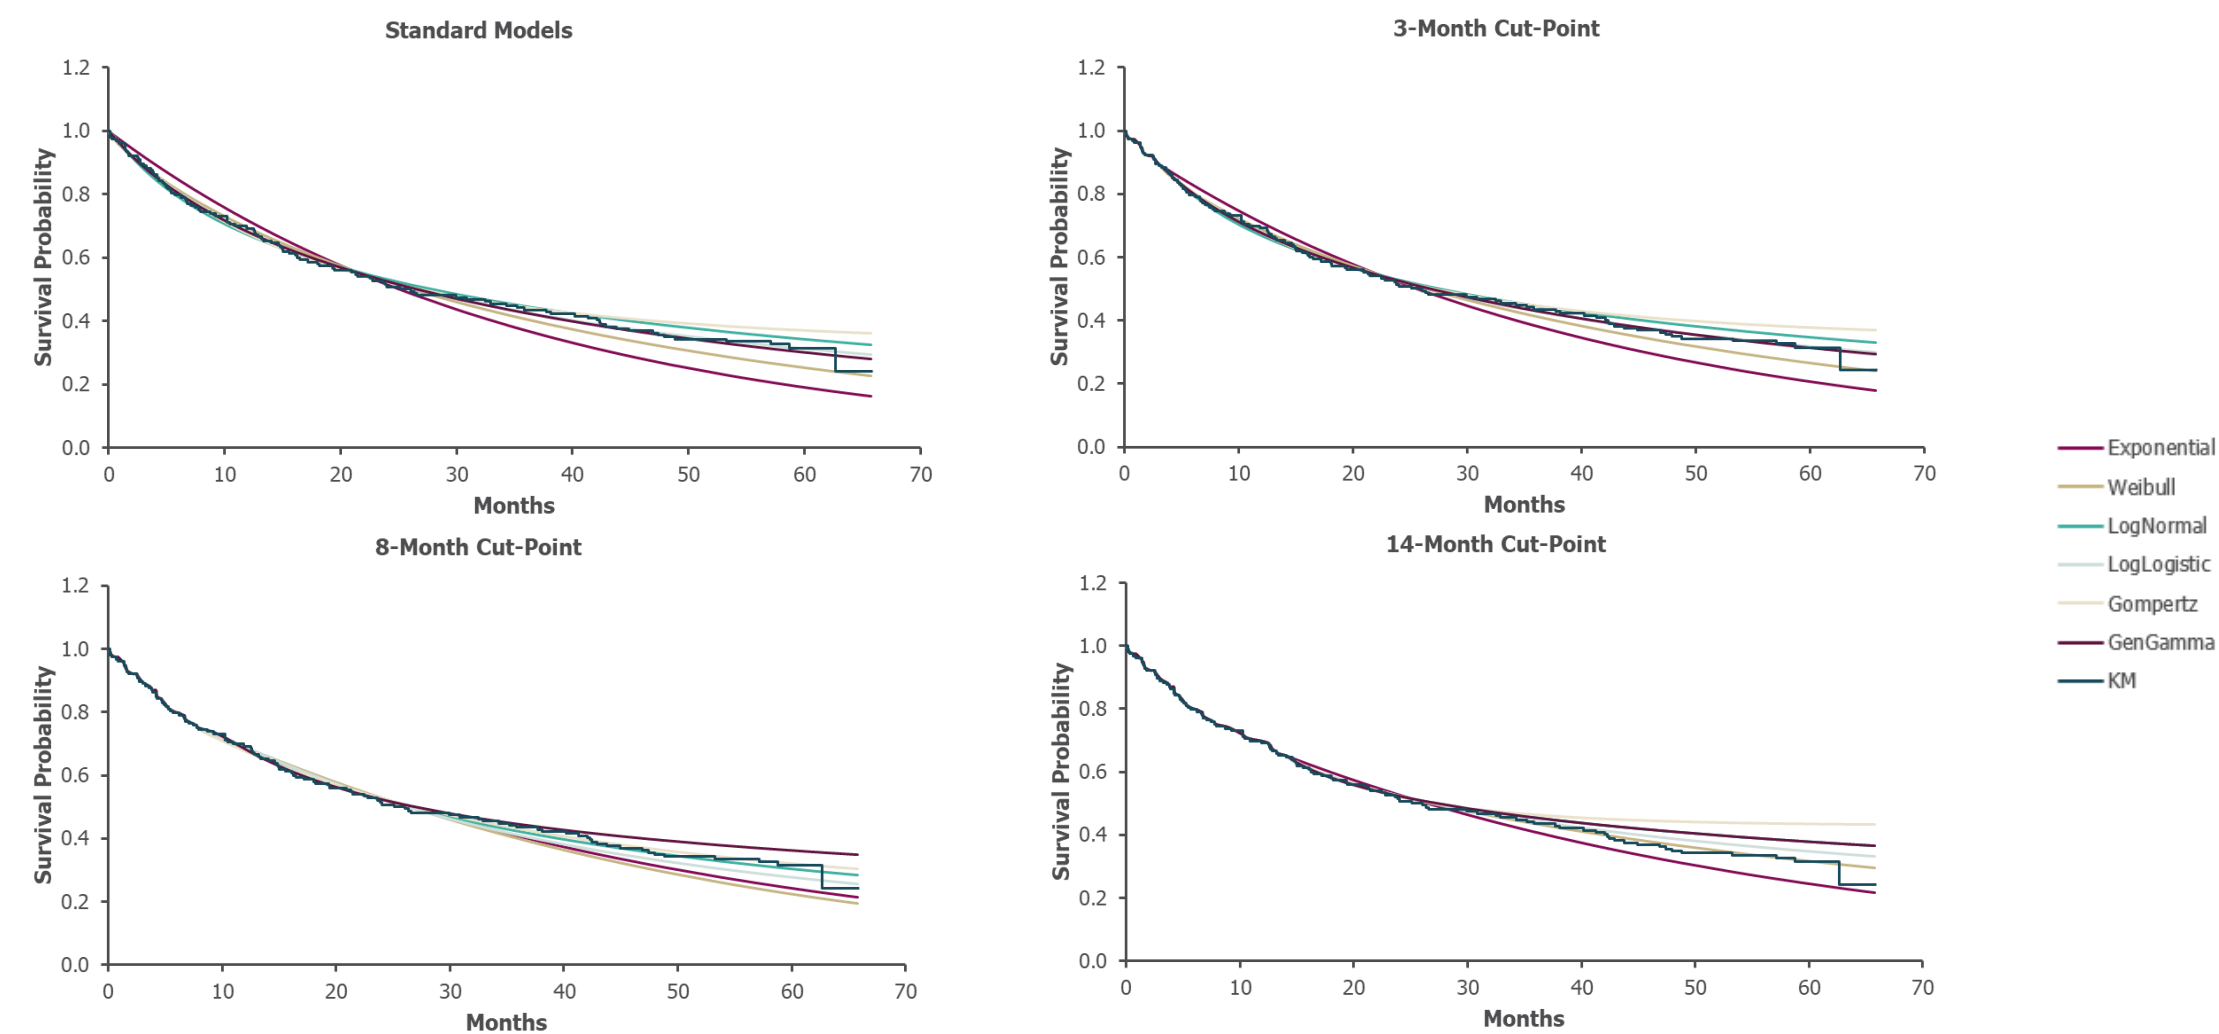 Standard Models
1.2
1.0
0.8
0.6
0.4
0.2
0.0
Survival Probability
0 10 20 30 40 50 60 70
Months
3-Month Cut-Point
1.2
1.0
0.8
0.6
0.4
0.2
0.0
Survival Probability
0 10 20 30 40 50 60 70
Months
8-Month Cut-Point
1.2
1.0
0.8
0.6
0.4
0.2
0.0
Survival Probability
0 10 20 30 40 50 60 70
Months
14-Month Cut-Point
1.2
1.0
0.8
0.6
0.4
0.2
0.0
Survival Probability
0 10 20 30 40 50 60 70
Months
Exponential
Weibull
LogNormal
LogLogistic
Gompertz
GenGamma
KM